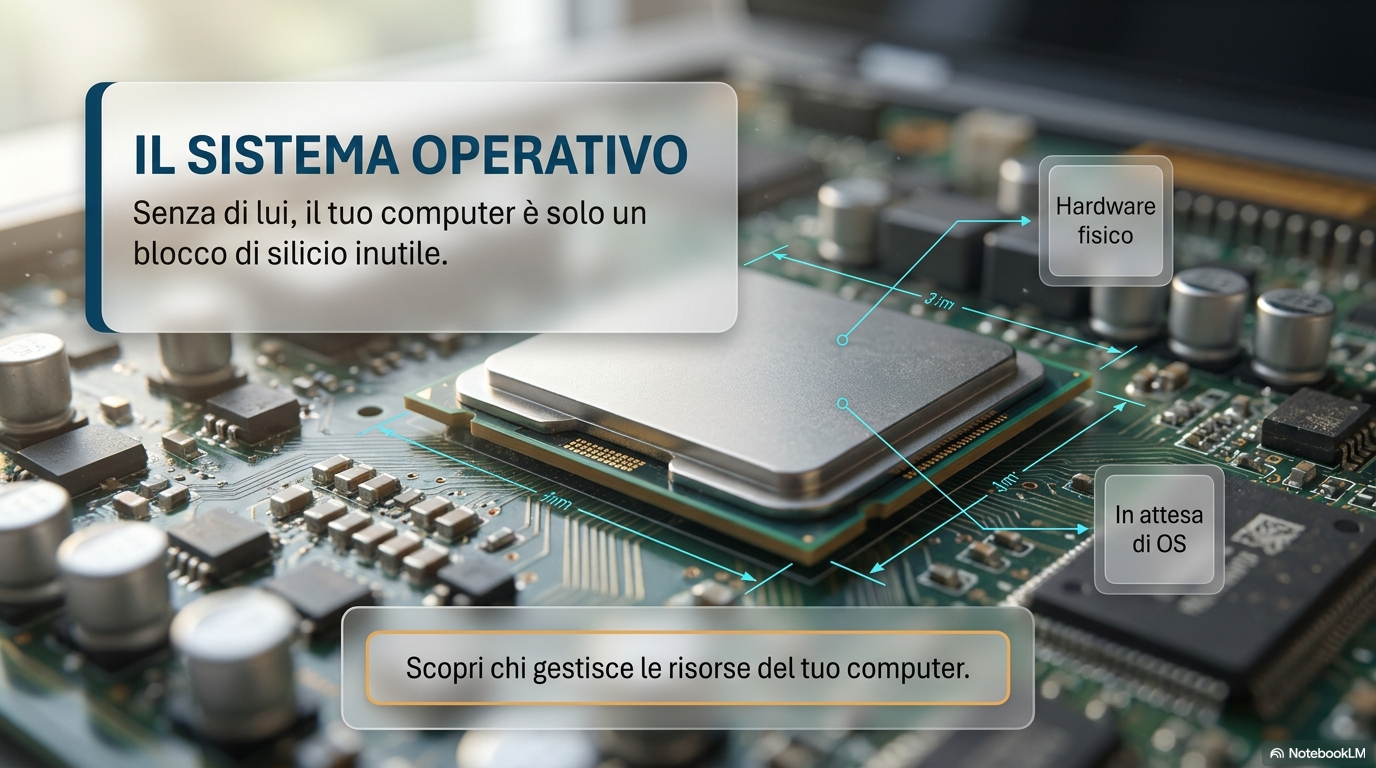 IL SISTEMA OPERATIVO
Senza di lui, il tuo computer è solo un
blocco di silicio inutile.
Hardware
fisico
In attesa
di OS
Scopri chi gestisce le risorse del tuo computer.
NotebookLM